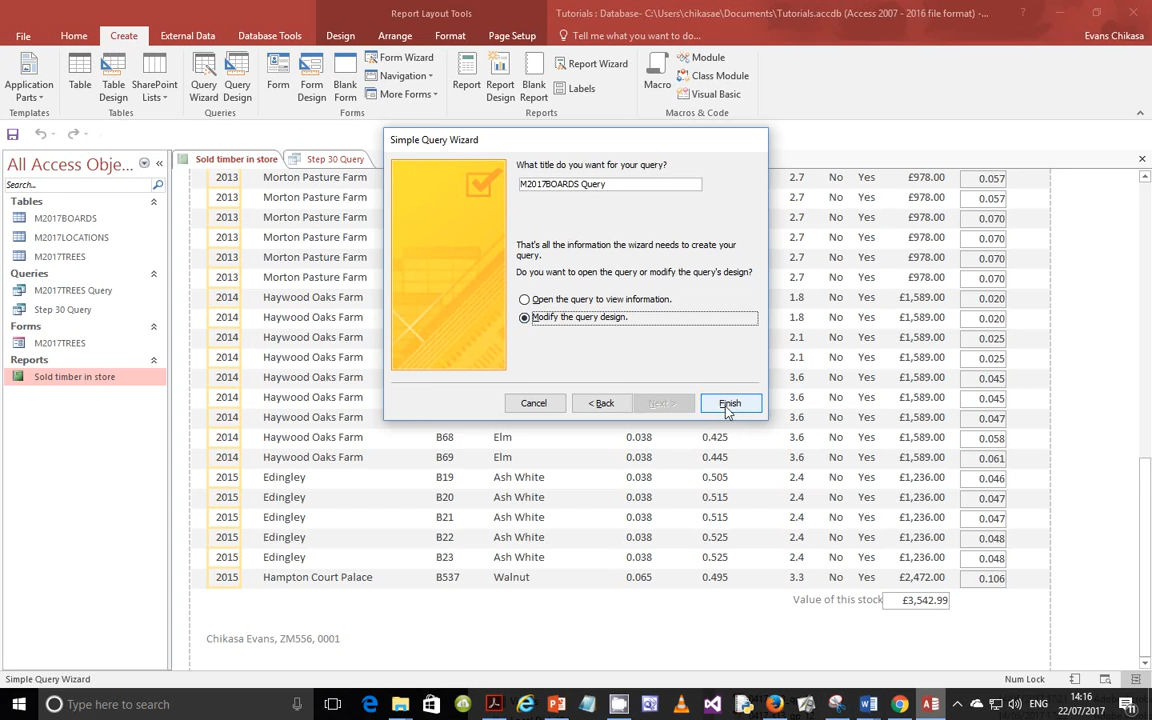 Report Layout Tools
Tutorials : Database- C:\Users\chikasae\Documents\Tutorials.accdb (Access 2007 - 2016 file format) -...
File Home Create External Data Database Tools Design Arrange Format Page Setup Tell me what you want to do... Evans Chikasa
Application Parts
Table
Table Design
SharePoint Lists
Query Wizard
Query Design
Form
Form Design
Blank Form
Form Wizard
Navigation
More Forms
Report
Report Design
Blank Report
Report Wizard
Labels
Macro
Module
Class Module
Visual Basic
Templates Tables Queries Forms Reports Macros & Code
All Access Obje...
Search...
Tables
M2017BOARDS
M2017LOCATIONS
M2017TREES
Queries
M2017TREES Query
Step 30 Query
Forms
M2017TREES
Reports
Sold timber in store
Sold timber in store Step 30 Query
Simple Query Wizard
What title do you want for your query?
M2017BOARDS Query
That's all the information the wizard needs to create your
query.
Do you want to open the query or modify the query's design?
Open the query to view information.
Modify the query design.
Cancel < Back Next > Finish
2013 Morton Pasture Farm 2.7 No Yes £978.00 0.057
2013 Morton Pasture Farm 2.7 No Yes £978.00 0.057
2013 Morton Pasture Farm 2.7 No Yes £978.00 0.070
2013 Morton Pasture Farm 2.7 No Yes £978.00 0.070
2013 Morton Pasture Farm 2.7 No Yes £978.00 0.070
2013 Morton Pasture Farm 2.7 No Yes £978.00 0.070
2014 Haywood Oaks Farm 1.8 No Yes £1,589.00 0.020
2014 Haywood Oaks Farm 1.8 No Yes £1,589.00 0.020
2014 Haywood Oaks Farm 2.1 No Yes £1,589.00 0.025
2014 Haywood Oaks Farm 2.1 No Yes £1,589.00 0.025
2014 Haywood Oaks Farm 3.6 No Yes £1,589.00 0.045
2014 Haywood Oaks Farm 3.6 No Yes £1,589.00 0.045
2014 Haywood Oaks Farm 3.6 No Yes £1,589.00 0.047
2014 Haywood Oaks Farm B68 Elm 0.038 0.425 3.6 No Yes £1,589.00 0.058
2014 Haywood Oaks Farm B69 Elm 0.038 0.445 3.6 No Yes £1,589.00 0.061
2015 Edingley B19 Ash White 0.038 0.505 2.4 No Yes £1,236.00 0.046
2015 Edingley B20 Ash White 0.038 0.515 2.4 No Yes £1,236.00 0.047
2015 Edingley B21 Ash White 0.038 0.515 2.4 No Yes £1,236.00 0.047
2015 Edingley B22 Ash White 0.038 0.525 2.4 No Yes £1,236.00 0.048
2015 Edingley B23 Ash White 0.038 0.525 2.4 No Yes £1,236.00 0.048
2015 Hampton Court Palace B537 Walnut 0.065 0.495 3.3 No Yes £2,472.00 0.106
Value of this stock £3,542.99
Chikasa Evans, ZM556, 0001
Simple Query Wizard Num Lock
Type here to search ENG 14:16
22/07/2017 11